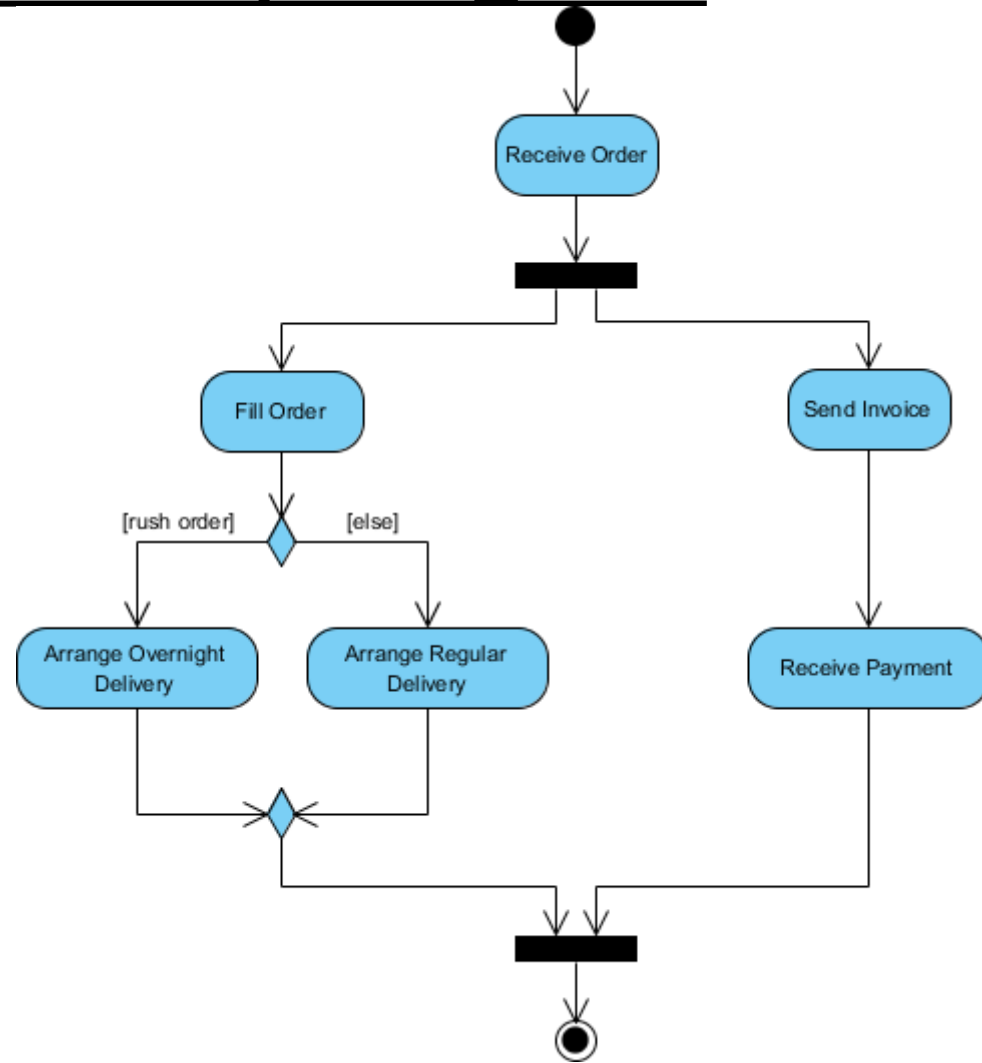 Receive Order
Fill Order
Send Invoice
[rush order]
[else]
Arrange Overnight
Delivery
Arrange Regular
Delivery
Receive Payment